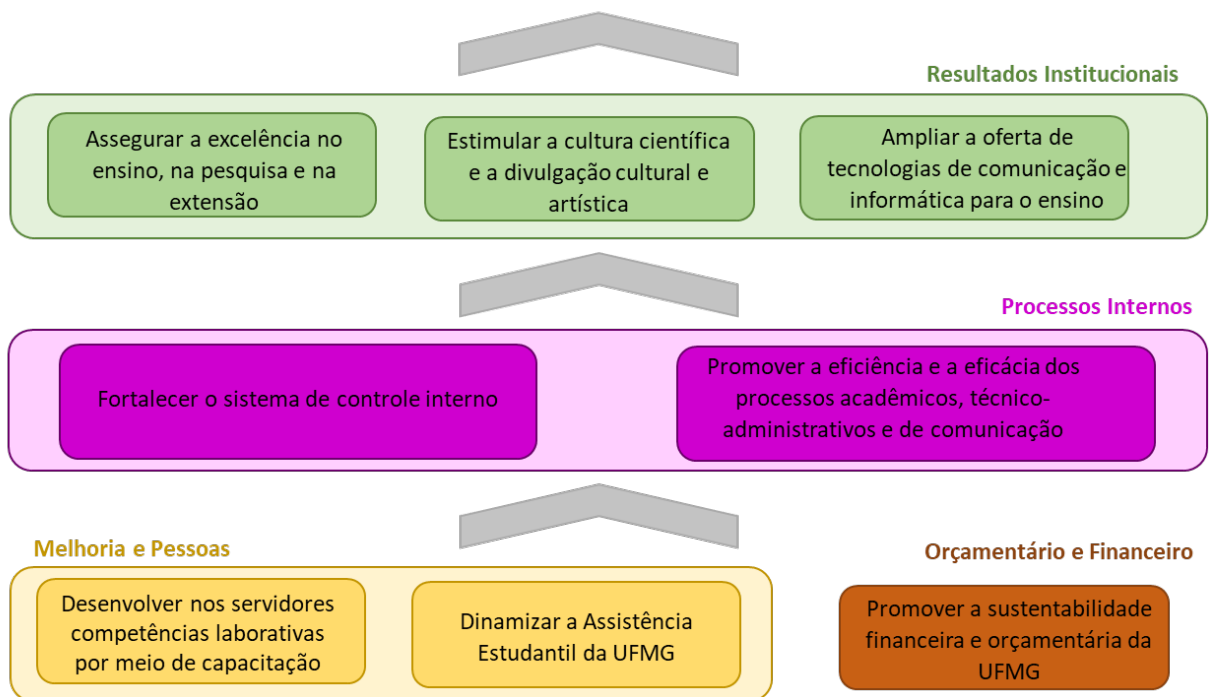 Resultados Institucionais
Assegurar a excelência no
ensino, na pesquisa e na
extensão
Estimular a cultura científica
e a divulgação cultural e
artística
Ampliar a oferta de
tecnologias de comunicação e
informática para o ensino
Processos Internos
Fortalecer o sistema de controle interno
Promover a eficiência e a eficácia dos
processos acadêmicos, técnico-
administrativos e de comunicação
Melhoria e Pessoas
Desenvolver nos servidores
competências laborativas
por meio de capacitação
Dinamizar a Assistência
Estudantil da UFMG
Orçamentário e Financeiro
Promover a sustentabilidade
financeira e orçamentária da
UFMG